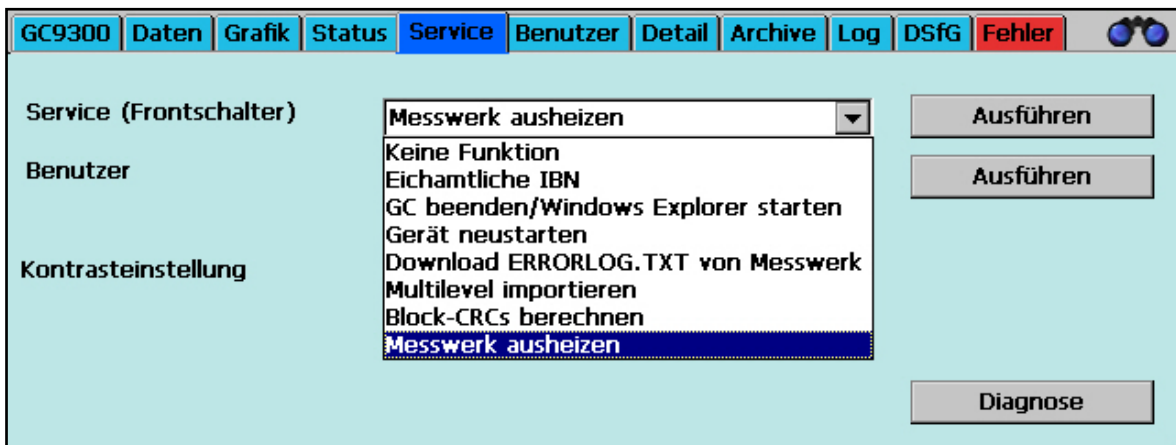 GC9300 Daten Grafik Status Service Benutzer Detail Archive Log DSfG Fehler
Service (Frontschalter) Messwerk ausheizen Ausführen
Keine Funktion
Benutzer Eichamtliche IBN Ausführen
GC beenden/Windows Explorer starten
Gerät neustarten
Kontrasteinstellung Download ERRORLOG.TXT von Messwerk
Multilevel importieren
Block-CRCs berechnen
Messwerk ausheizen
Diagnose